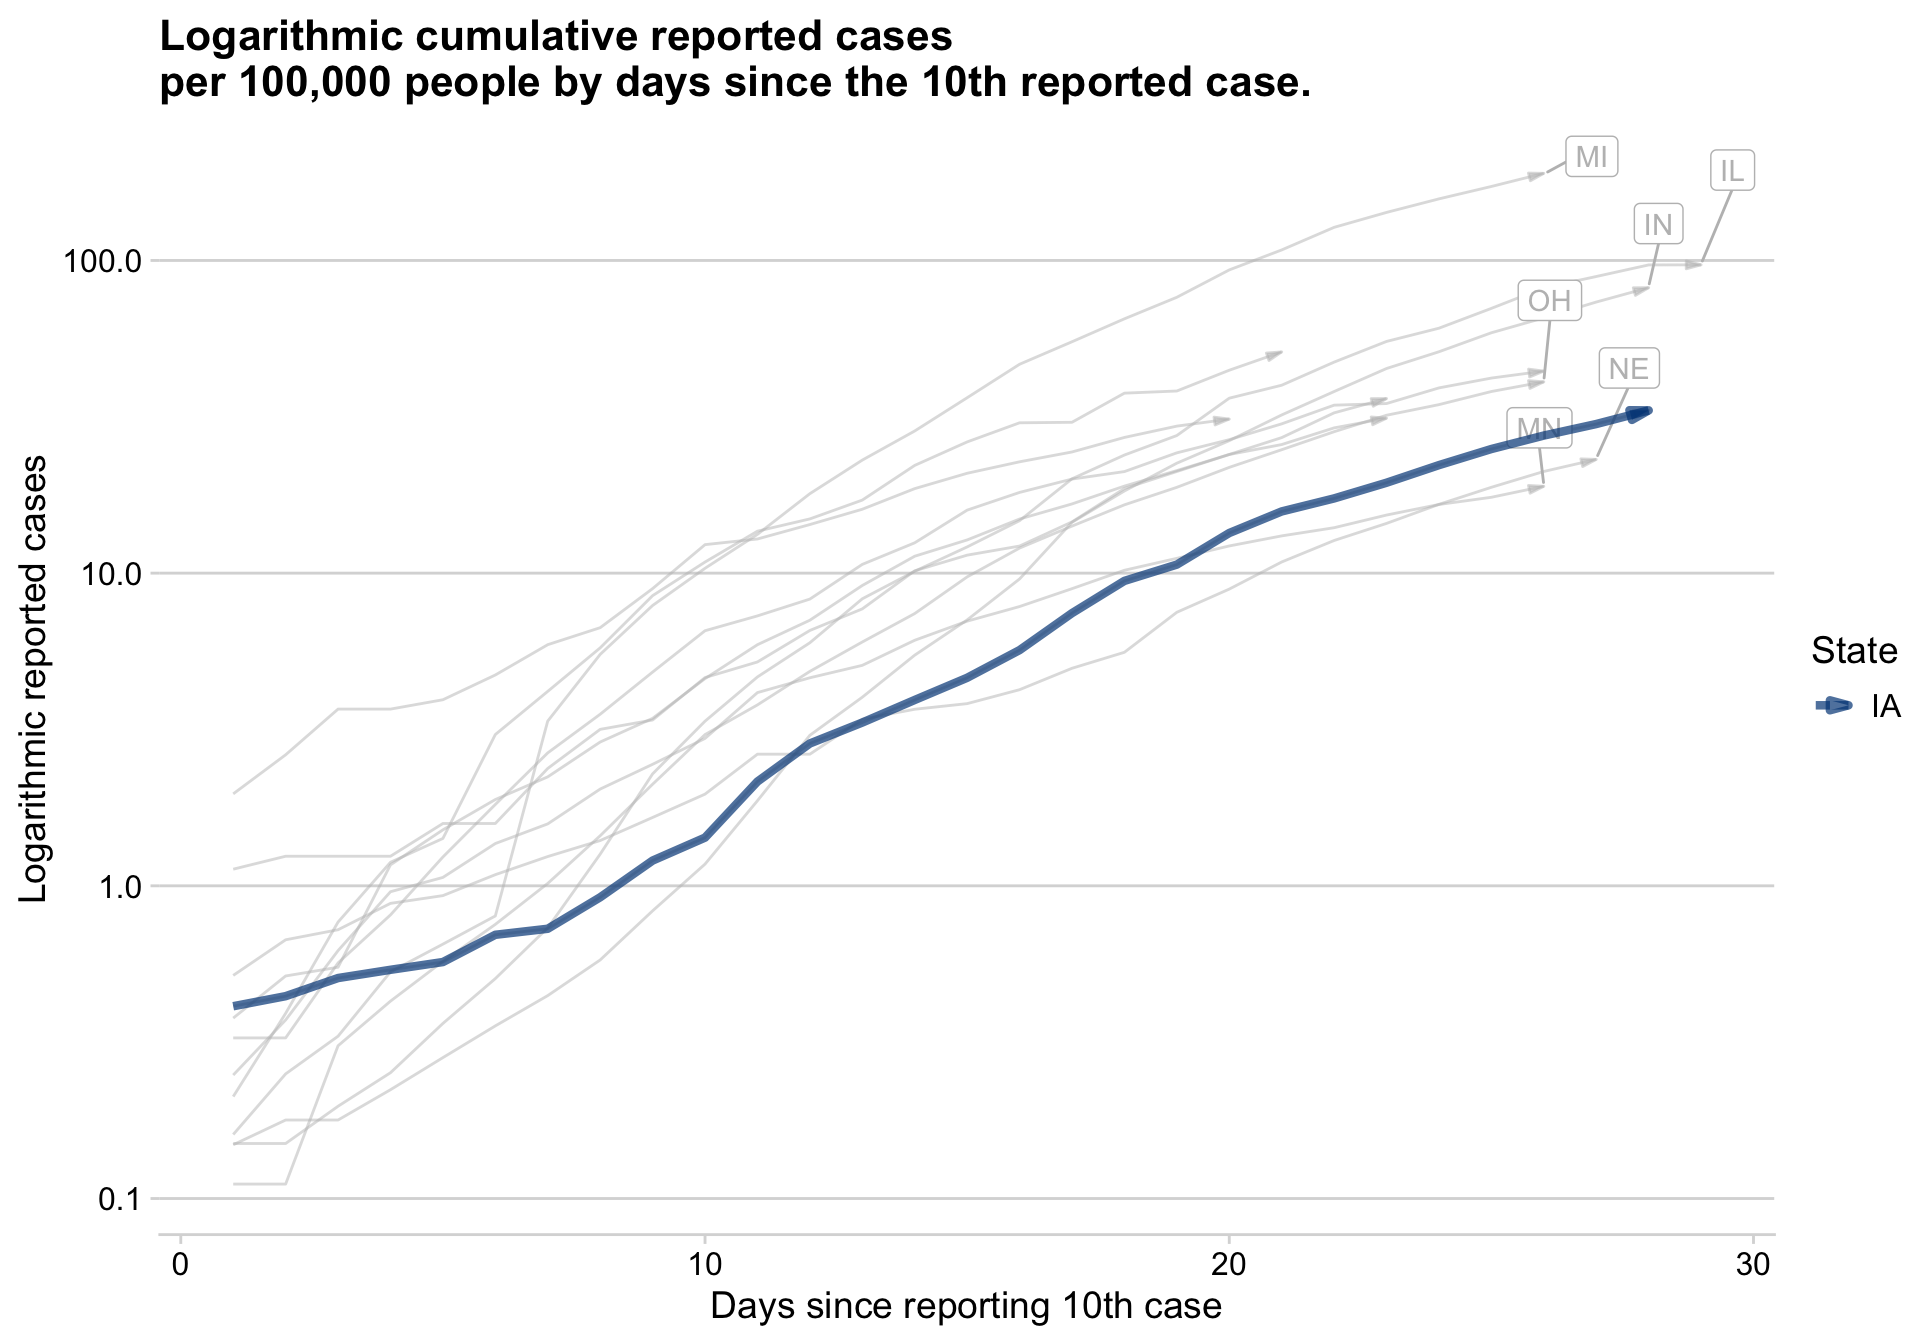 Logarithmic cumulative reported cases
per 100,000 people by days since the 10th reported case.
MI
IL
IN
100.0
OH
NE
MN
10.0
Logarithmic reported cases
State
IA
1.0
0.1
0
10
20
30
Days since reporting 10th case